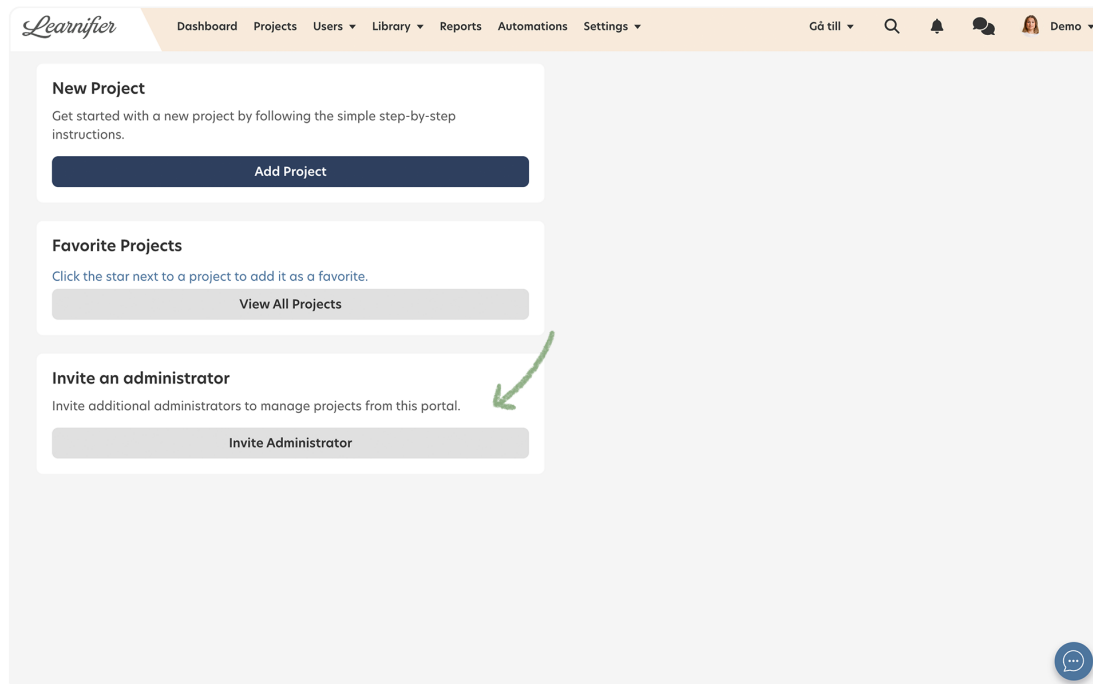 Learnifier
Dashboard Projects Users Library Reports Automations Settings Gå till Demo
New Project
Get started with a new project by following the simple step-by-step
instructions.
Add Project
Favorite Projects
Click the star next to a project to add it as a favorite.
View All Projects
Invite an administrator
Invite additional administrators to manage projects from this portal.
Invite Administrator